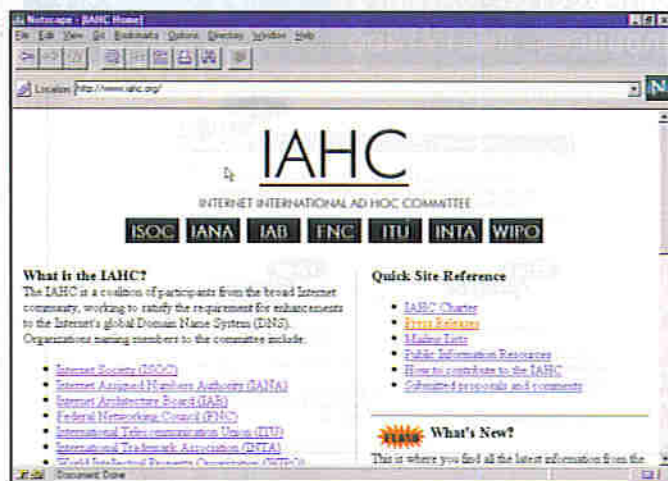 Netscape - [IAHC Home]
File Edit View Go Bookmarks Options Directory Window Help
Location: http://www.iahc.org/
N
IAHC
INTERNET INTERNATIONAL AD HOC COMMITTEE
ISOC IANA IAB FNC ITU INTA WIPO
What is the IAHC?
The IAHC is a coalition of participants from the broad Internet
community, working to satisfy the requirement for enhancements
to the Internet's global Domain Name System (DNS).
Organizations naming members to the committee include:
Internet Society (ISOC)
Internet Assigned Numbers Authority (IANA)
Internet Architecture Board (IAB)
Federal Networking Council (FNC)
International Telecommunication Union (ITU)
International Trademark Association (INTA)
World Intellectual Property Organization (WIPO)
Quick Site Reference
IAHC Charter
Press Releases
Mailing Lists
Public Information Resources
How to contribute to the IAHC
Submitted proposals and comments
FLASH What's New?
This is where you find all the latest information from the
Document Done